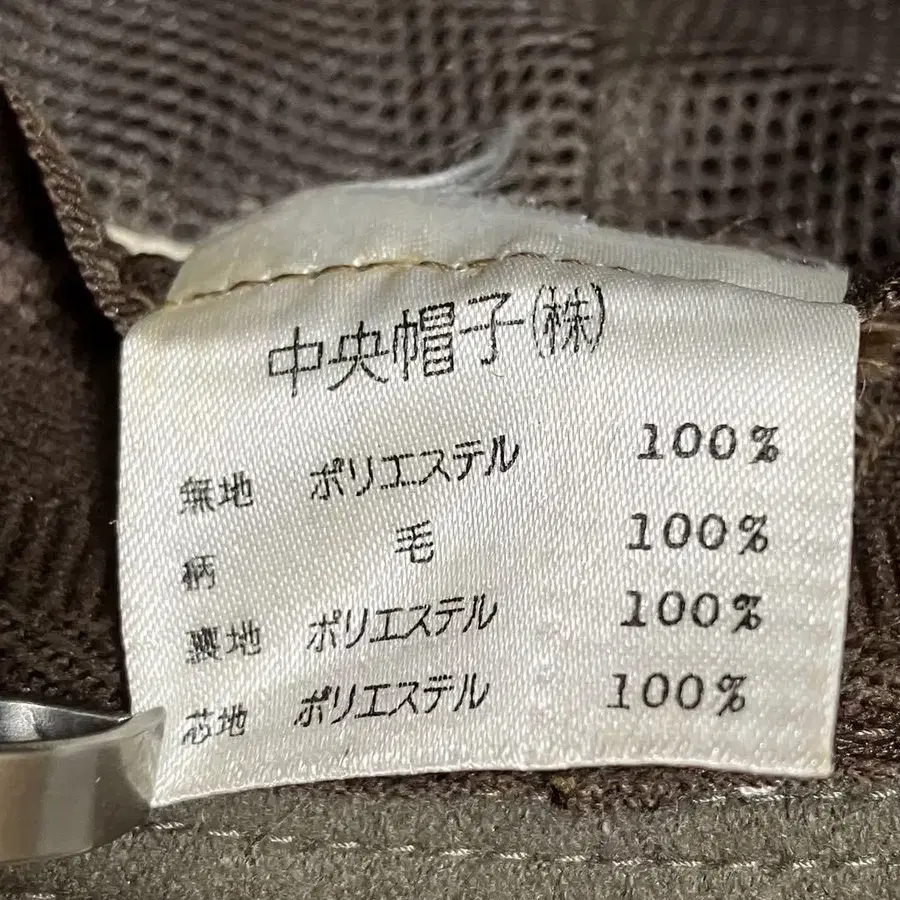 中央帽子(株)
無地 ポリエステル 100%
柄 毛 100%
裏地 ポリエステル 100%
芯地 ポリエステル 100%